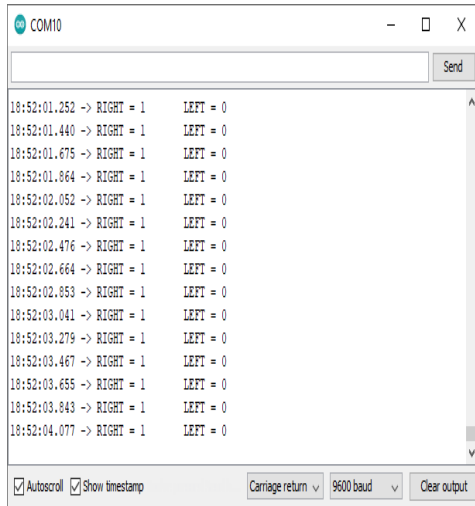 COM10
Send
18:52:01.252 -> RIGHT = 1 LEFT = 0
18:52:01.440 -> RIGHT = 1 LEFT = 0
18:52:01.675 -> RIGHT = 1 LEFT = 0
18:52:01.864 -> RIGHT = 1 LEFT = 0
18:52:02.052 -> RIGHT = 1 LEFT = 0
18:52:02.241 -> RIGHT = 1 LEFT = 0
18:52:02.476 -> RIGHT = 1 LEFT = 0
18:52:02.664 -> RIGHT = 1 LEFT = 0
18:52:02.853 -> RIGHT = 1 LEFT = 0
18:52:03.041 -> RIGHT = 1 LEFT = 0
18:52:03.279 -> RIGHT = 1 LEFT = 0
18:52:03.467 -> RIGHT = 1 LEFT = 0
18:52:03.655 -> RIGHT = 1 LEFT = 0
18:52:03.843 -> RIGHT = 1 LEFT = 0
18:52:04.077 -> RIGHT = 1 LEFT = 0
Autoscroll Show timestamp Carriage return 9600 baud Clear output